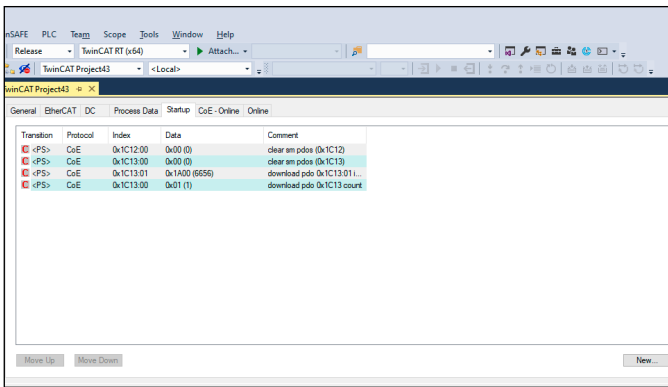 nSAFE PLC Team Scope Tools Window Help
Release TwinCAT RT (x64) Attach...
TwinCAT Project43 <Local>
TwinCAT Project43
General EtherCAT DC Process Data Startup CoE - Online Online
Transition Protocol Index Data Comment
C <PS> CoE 0x1C12:00 0x00 (0) clear sm pdos (0x1C12)
C <PS> CoE 0x1C13:00 0x00 (0) clear sm pdos (0x1C13)
C <PS> CoE 0x1C13:01 0x1A00 (6656) download pdo 0x1C13:01 i...
C <PS> CoE 0x1C13:00 0x01 (1) download pdo 0x1C13 count
Move Up Move Down New...